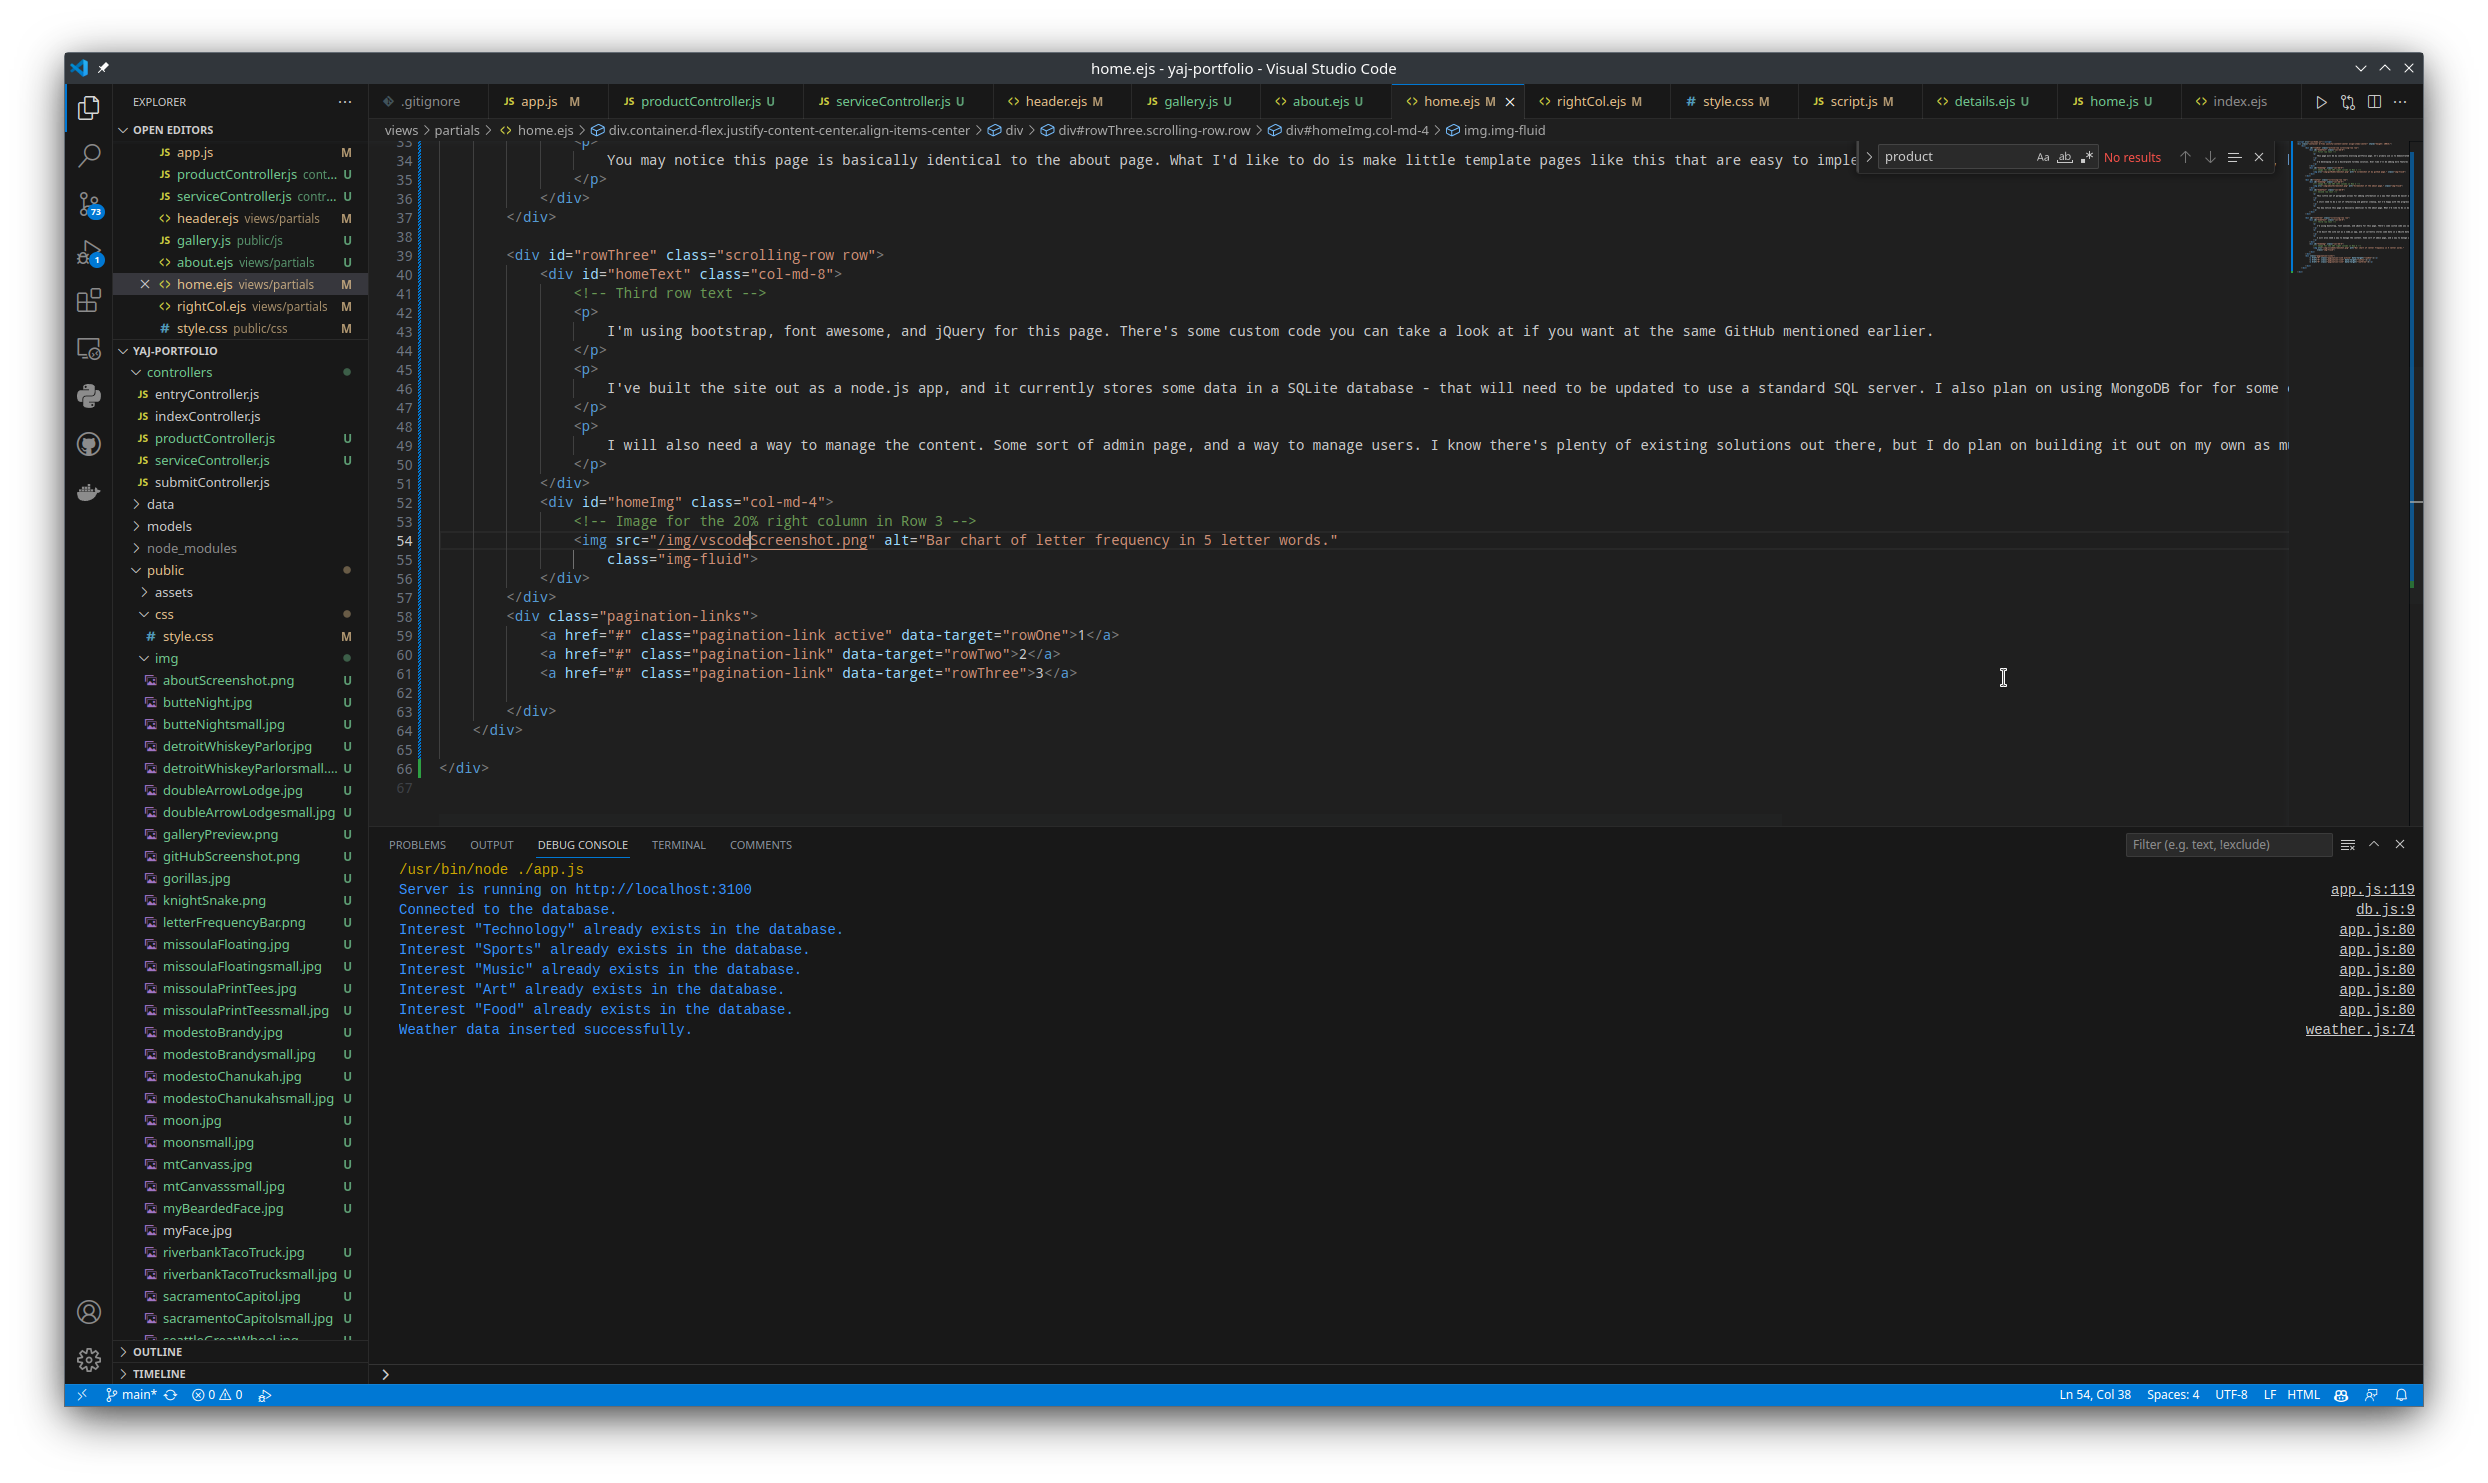 home.ejs - yaj-portfolio - Visual Studio Code
EXPLORER
.gitignore
JS app.js M
JS productController.js U
JS serviceController.js U
<> header.ejs M
<> gallery.js U
<> about.ejs U
<> home.ejs M
<> rightCol.ejs M
# style.css M
JS script.js M
<> details.ejs U
JS home.js U
<> index.ejs
OPEN EDITORS
JS app.js M
JS productController.js cont... U
JS serviceController.js contr... U
<> header.ejs views/partials M
JS gallery.js public/js U
<> about.ejs views/partials U
<> home.ejs views/partials M
<> rightCol.ejs views/partials M
# style.css public/css M
YAJ-PORTFOLIO
controllers
JS entryController.js
JS indexController.js
JS productController.js U
JS serviceController.js U
JS submitController.js
data
models
node_modules
public
assets
css
# style.css M
img
aboutScreenshot.png U
butteNight.jpg U
butteNightsmall.jpg U
detroitWhiskeyParlor.jpg U
detroitWhiskeyParlorsmall.... U
doubleArrowLodge.jpg U
doubleArrowLodgesmall.jpg U
galleryPreview.png U
gitHubScreenshot.png U
gorillas.jpg U
knightSnake.png U
letterFrequencyBar.png U
missoulaFloating.jpg U
missoulaFloatingsmall.jpg U
missoulaPrintTees.jpg U
missoulaPrintTeessmall.jpg U
modestoBrandy.jpg U
modestoBrandysmall.jpg U
modestoChanukah.jpg U
modestoChanukahsmall.jpg U
moon.jpg U
moonsmall.jpg U
mtCanvass.jpg U
mtCanvasssmall.jpg U
myBeardedFace.jpg U
myFace.jpg
riverbankTacoTruck.jpg U
riverbankTacoTrucksmall.jpg U
sacramentoCapitol.jpg U
sacramentoCapitolsmall.jpg U
seattleGreatWheel.jpg U
OUTLINE
TIMELINE
73
1
views > partials > <> home.ejs > div.container.d-flex.justify-content-center.align-items-center > div > div#rowThree.scrolling-row.row > div#homeImg.col-md-4 > img.img-fluid
product Aa ab .* No results
33 <p>
34 You may notice this page is basically identical to the about page. What I'd like to do is make little template pages like this that are easy to imple
35 </p>
36 </div>
37 </div>
38
39 <div id="rowThree" class="scrolling-row row">
40 <div id="homeText" class="col-md-8">
41 <!-- Third row text -->
42 <p>
43 I'm using bootstrap, font awesome, and jQuery for this page. There's some custom code you can take a look at if you want at the same GitHub mentioned earlier.
44 </p>
45 <p>
46 I've built the site out as a node.js app, and it currently stores some data in a SQLite database - that will need to be updated to use a standard SQL server. I also plan on using MongoDB for for some
47 </p>
48 <p>
49 I will also need a way to manage the content. Some sort of admin page, and a way to manage users. I know there's plenty of existing solutions out there, but I do plan on building it out on my own as m
50 </p>
51 </div>
52 <div id="homeImg" class="col-md-4">
53 <!-- Image for the 20% right column in Row 3 -->
54 <img src="/img/vscodeScreenshot.png" alt="Bar chart of letter frequency in 5 letter words."
55 class="img-fluid">
56 </div>
57 </div>
58 <div class="pagination-links">
59 <a href="#" class="pagination-link active" data-target="rowOne">1</a>
60 <a href="#" class="pagination-link" data-target="rowTwo">2</a>
61 <a href="#" class="pagination-link" data-target="rowThree">3</a>
62
63 </div>
64 </div>
65
66 </div>
67
PROBLEMS OUTPUT DEBUG CONSOLE TERMINAL COMMENTS
Filter (e.g. text, !exclude)
/usr/bin/node ./app.js
Server is running on http://localhost:3100 app.js:119
Connected to the database. db.js:9
Interest "Technology" already exists in the database. app.js:80
Interest "Sports" already exists in the database. app.js:80
Interest "Music" already exists in the database. app.js:80
Interest "Art" already exists in the database. app.js:80
Interest "Food" already exists in the database. app.js:80
Weather data inserted successfully. weather.js:74
>
main* 0 0
Ln 54, Col 38 Spaces: 4 UTF-8 LF HTML